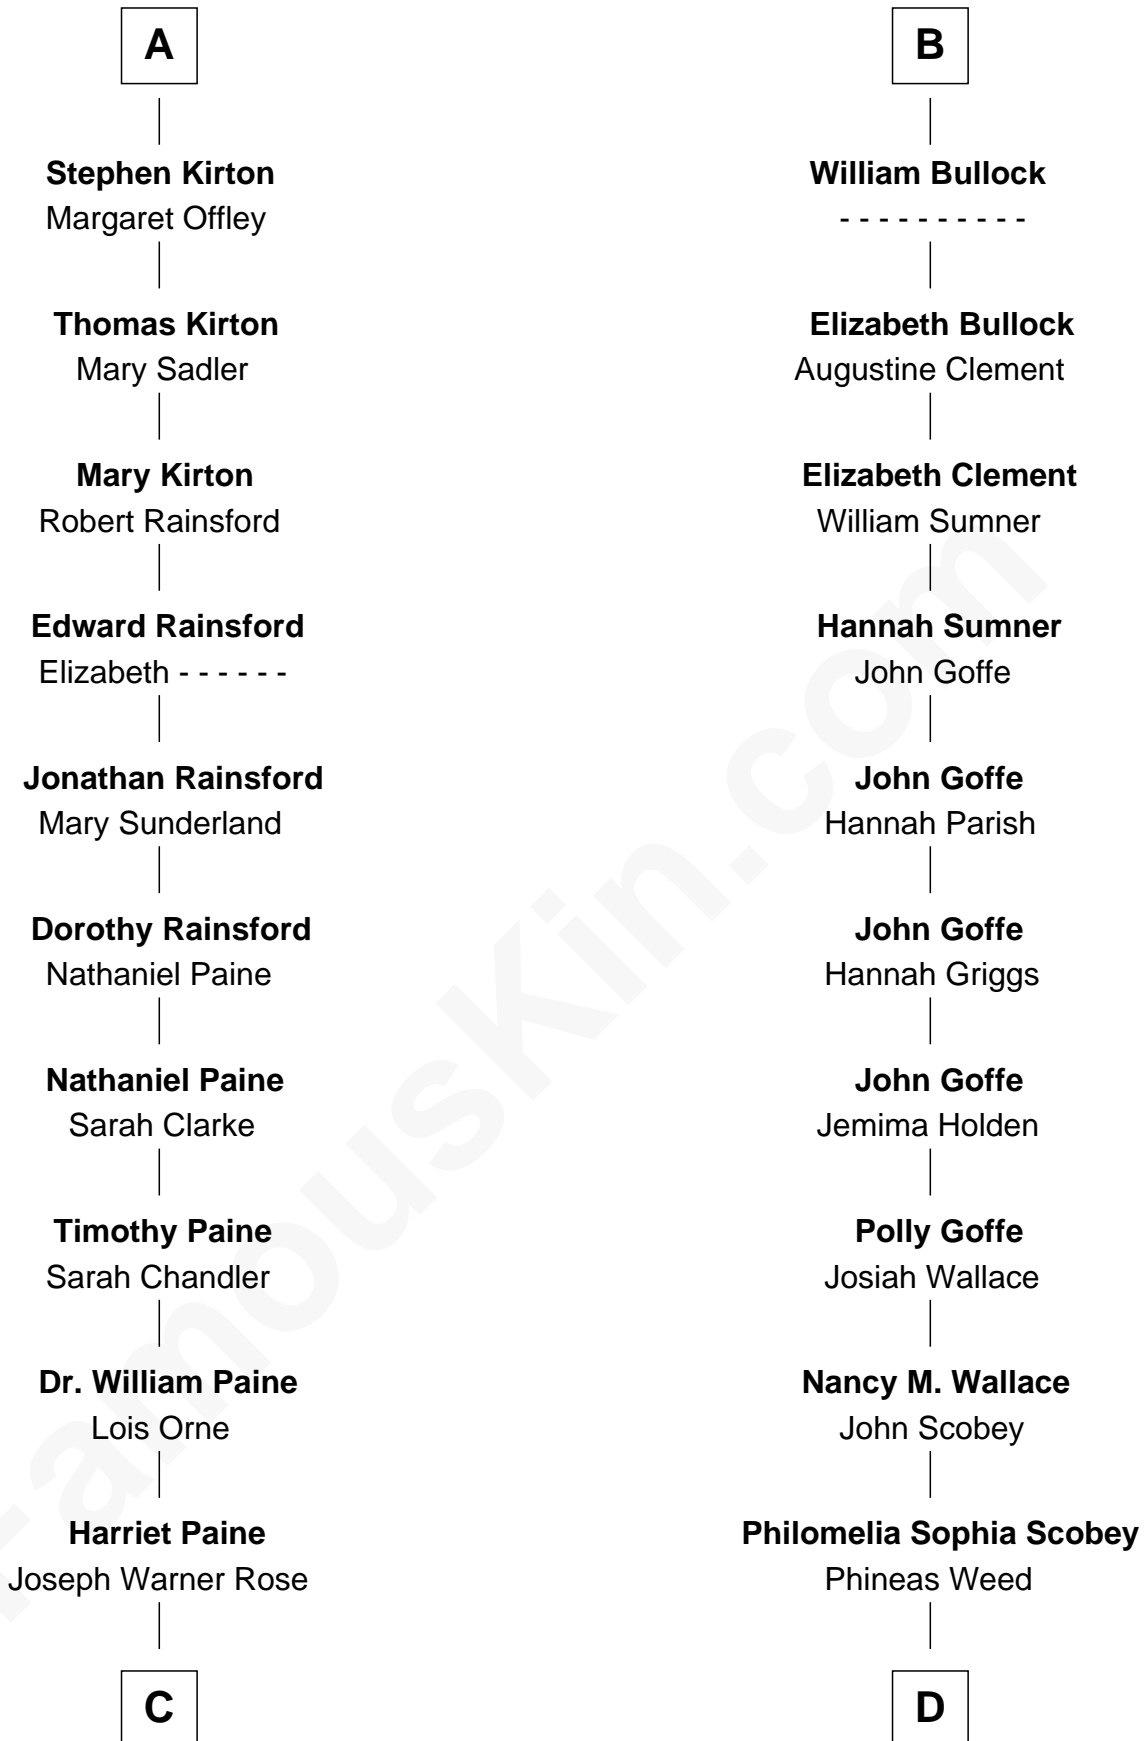 A
Stephen Kirton
Margaret Offley
Thomas Kirton
Mary Sadler
Mary Kirton
Robert Rainsford
Edward Rainsford
Elizabeth - - - - - -
Jonathan Rainsford
Mary Sunderland
Dorothy Rainsford
Nathaniel Paine
Nathaniel Paine
Sarah Clarke
Timothy Paine
Sarah Chandler
Dr. William Paine
Lois Orne
Harriet Paine
Joseph Warner Rose
C
B
William Bullock
- - - - - - - - - -
Elizabeth Bullock
Augustine Clement
Elizabeth Clement
William Sumner
Hannah Sumner
John Goffe
John Goffe
Hannah Parish
John Goffe
Hannah Griggs
John Goffe
Jemima Holden
Polly Goffe
Josiah Wallace
Nancy M. Wallace
John Scobey
Philomelia Sophia Scobey
Phineas Weed
D
FamousKin.com